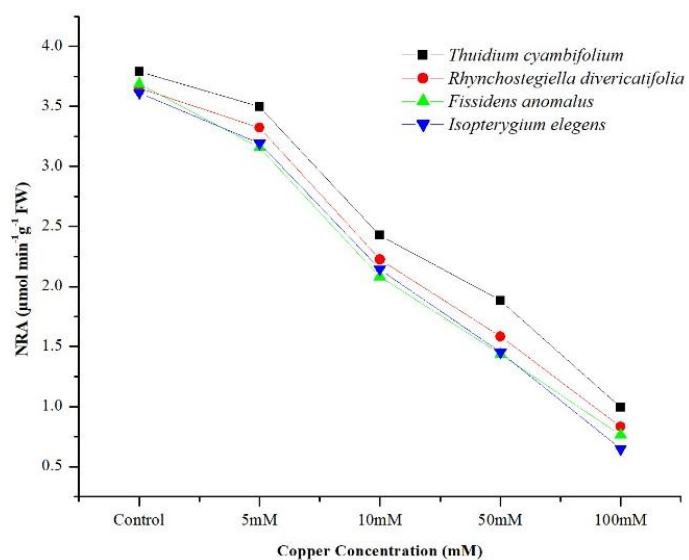 4.0
3.5
3.0
2.5
2.0
1.5
1.0
0.5
NRA (μmol min⁻¹g⁻¹ FW)
Thuidium cyambifolium
Rhynchostegiella divericatifolia
Fissidens anomalus
Isopterygium elegens
Control 5mM 10mM 50mM 100mM
Copper Concentration (mM)